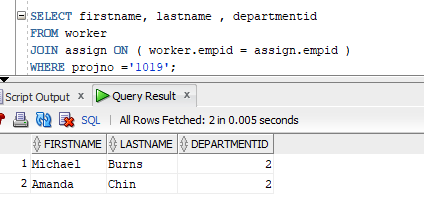 SELECT firstname, lastname , departmentid
FROM worker
JOIN assign ON ( worker.empid = assign.empid )
WHERE projno ='1019';
Script Output x Query Result x
SQL | All Rows Fetched: 2 in 0.005 seconds
FIRSTNAME LASTNAME DEPARTMENTID
1 Michael Burns 2
2 Amanda Chin 2